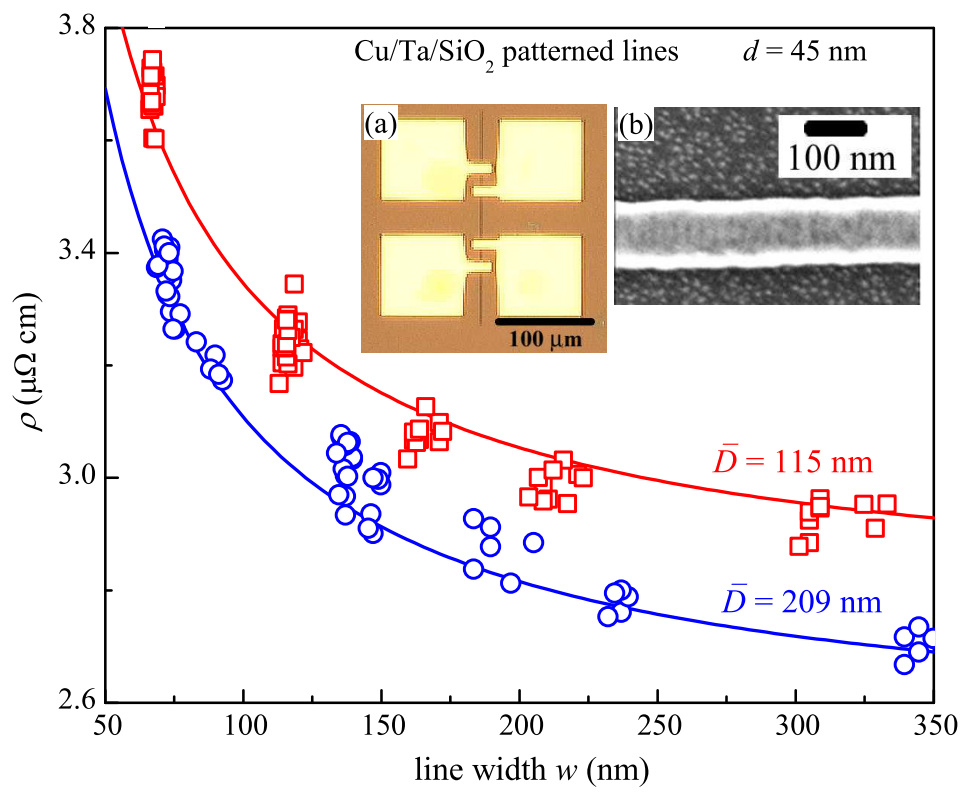 3.8
Cu/Ta/SiO₂ patterned lines d = 45 nm
(a)
(b)
100 nm
100 μm
3.4
3.0
2.6
ρ (μΩ cm)
D̄ = 115 nm
D̄ = 209 nm
50 100 150 200 250 300 350
line width w (nm)